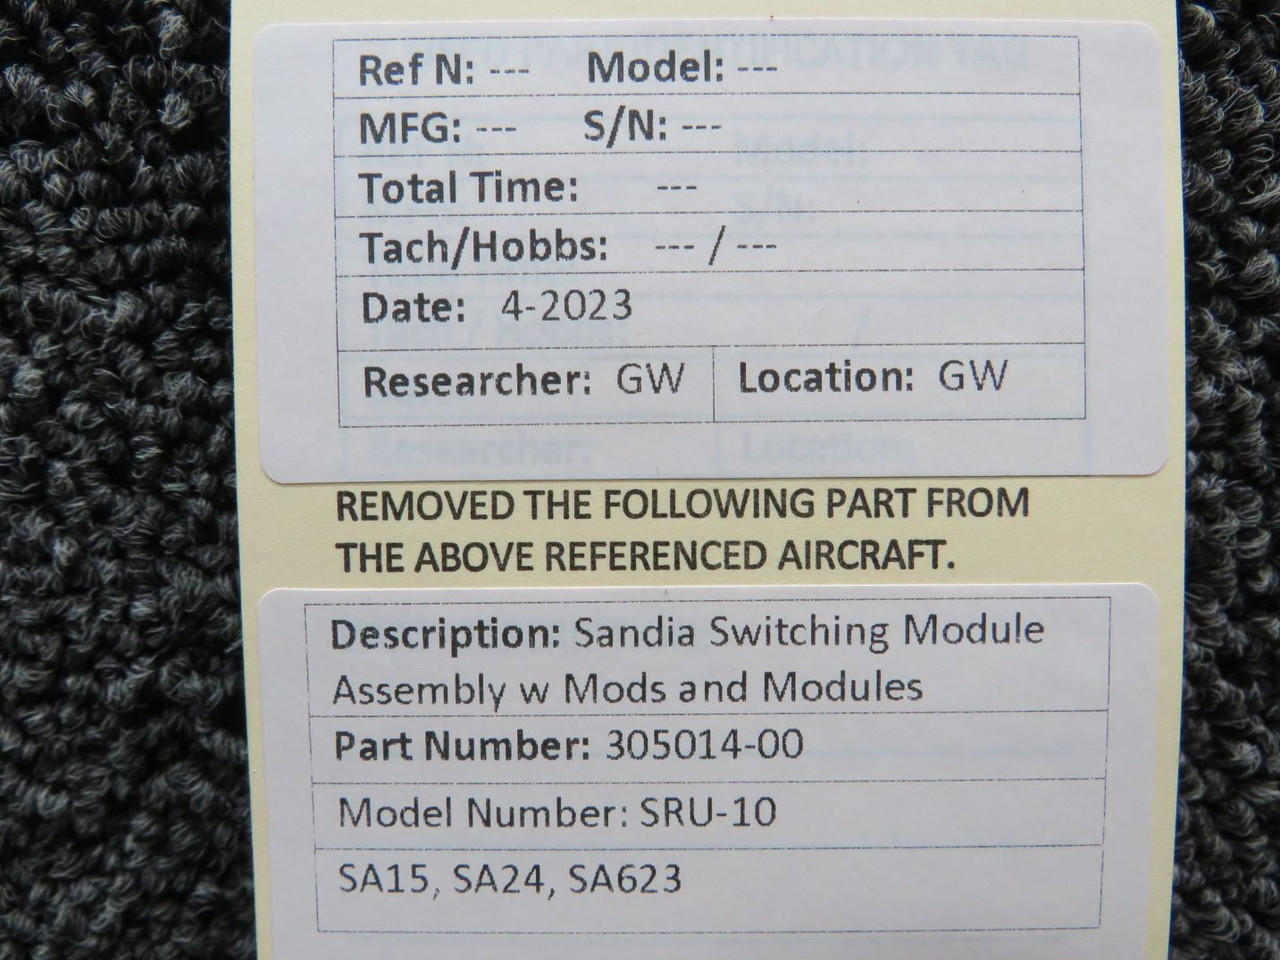 Ref N: --- Model: ---
MFG: --- S/N: ---
Total Time: ---
Tach/Hobbs: --- / ---
Date: 4-2023
Researcher: GW Location: GW
REMOVED THE FOLLOWING PART FROM
THE ABOVE REFERENCED AIRCRAFT.
Description: Sandia Switching Module
Assembly w Mods and Modules
Part Number: 305014-00
Model Number: SRU-10
SA15, SA24, SA623